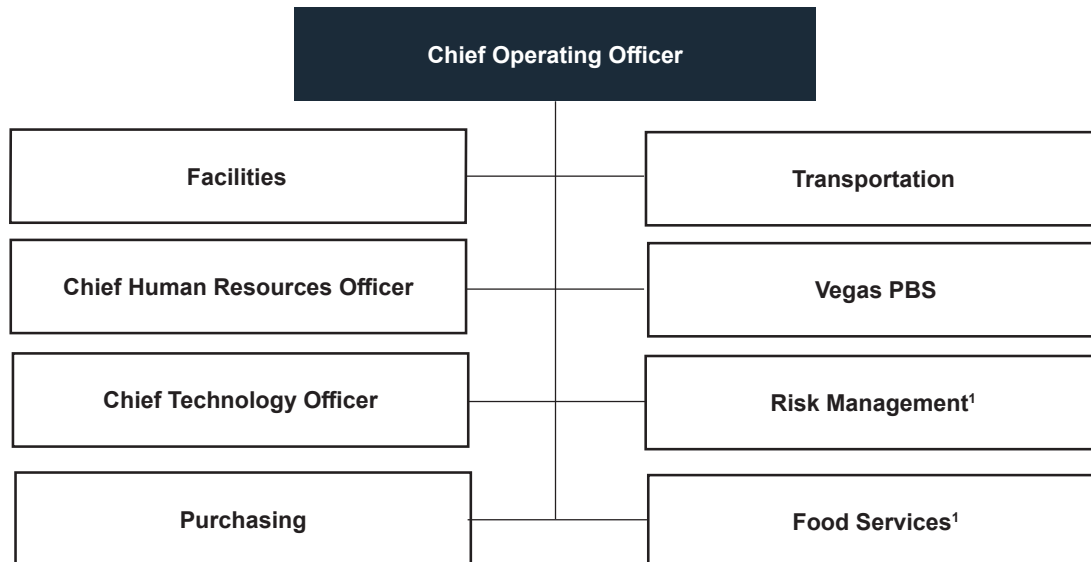 Chief Operating Officer
Facilities
Transportation
Chief Human Resources Officer
Vegas PBS
Chief Technology Officer
Risk Management¹
Purchasing
Food Services¹